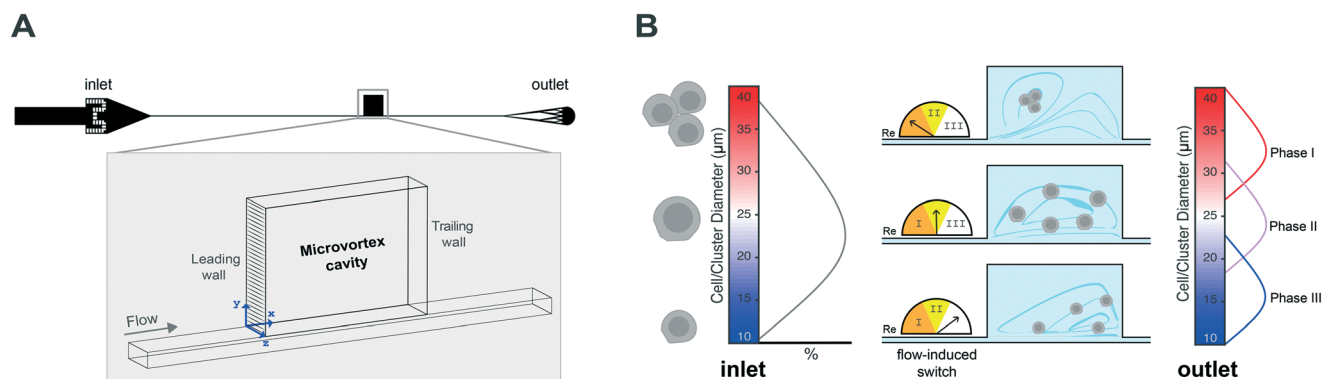 A
inlet
outlet
Leading
wall
Microvortex
cavity
Trailing
wall
Flow
y
x
z
B
Cell/Cluster Diameter (µm)
40
35
30
25
20
15
10
%
inlet
Re
I
II
III
Re
I
II
III
Re
I
II
III
flow-induced
switch
Cell/Cluster Diameter (µm)
40
35
30
25
20
15
10
Phase I
Phase II
Phase III
outlet